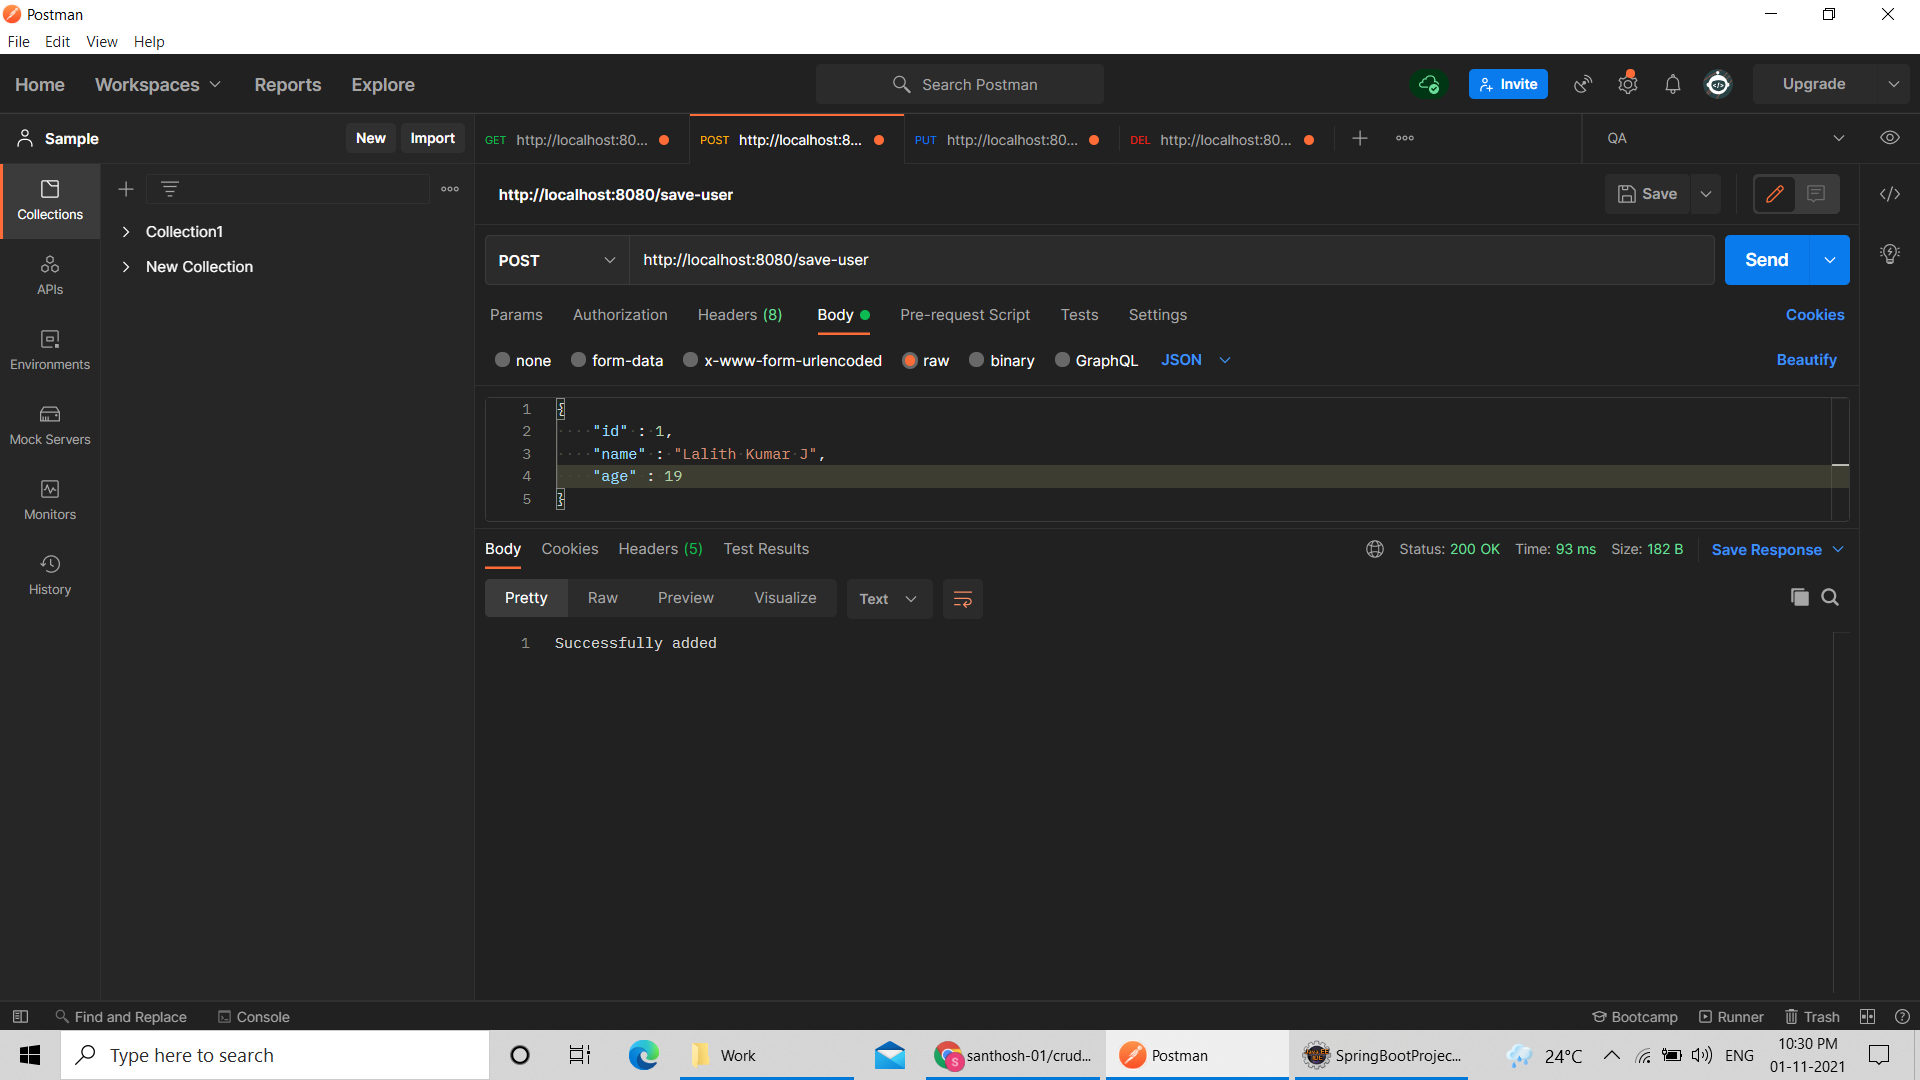 Postman
File Edit View Help
Home Workspaces Reports Explore Search Postman Invite Upgrade
Sample New Import GET http://localhost:80... POST http://localhost:8... PUT http://localhost:80... DEL http://localhost:80... QA
Collections
APIs
Environments
Mock Servers
Monitors
History
Collection1
New Collection
http://localhost:8080/save-user Save
POST http://localhost:8080/save-user Send
Params Authorization Headers (8) Body Pre-request Script Tests Settings Cookies
none form-data x-www-form-urlencoded raw binary GraphQL JSON Beautify
1 {
2 "id" : 1,
3 "name" : "Lalith Kumar J",
4 "age" : 19
5 }
Body Cookies Headers (5) Test Results Status: 200 OK Time: 93 ms Size: 182 B Save Response
Pretty Raw Preview Visualize Text
1 Successfully added
Find and Replace Console Bootcamp Runner Trash
Type here to search Work santhosh-01/crud... Postman SpringBootProjec... 24°C ENG 10:30 PM
01-11-2021